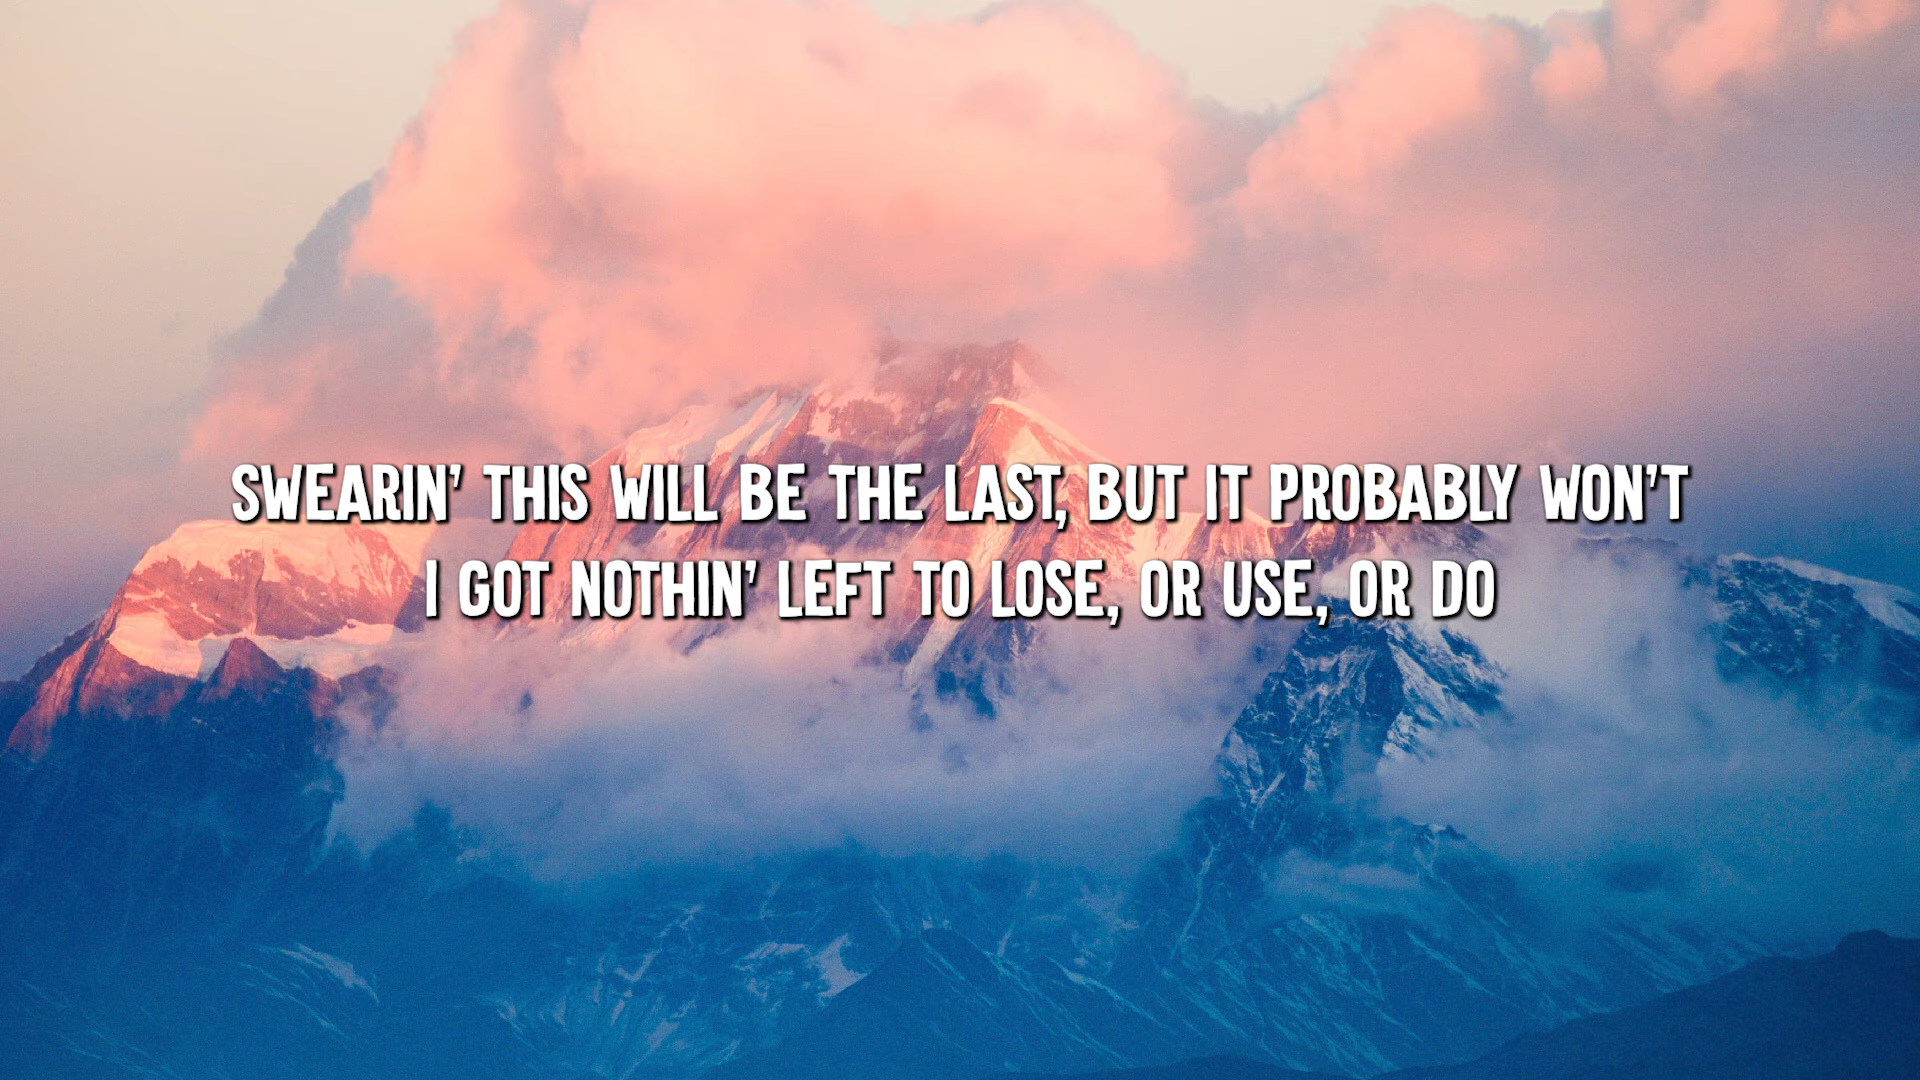 SWEARIN' THIS WILL BE THE LAST, BUT IT PROBABLY WON'T
I GOT NOTHIN' LEFT TO LOSE, OR USE, OR DO